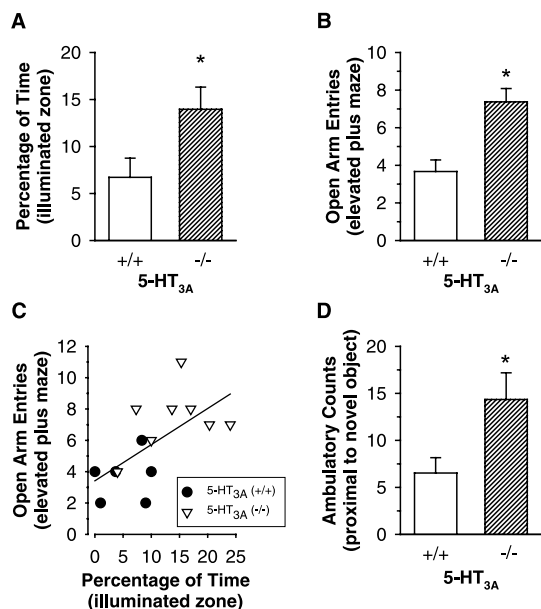 A
Percentage of Time
(illuminated zone)
20
15
10
5
0
*
+/+
-/-
5-HT3A
B
Open Arm Entries
(elevated plus maze)
10
8
6
4
2
0
*
+/+
-/-
5-HT3A
C
Open Arm Entries
(elevated plus maze)
12
10
8
6
4
2
0
0 5 10 15 20 25
5-HT3A (+/+)
5-HT3A (-/-)
Percentage of Time
(illuminated zone)
D
Ambulatory Counts
(proximal to novel object)
20
15
10
5
0
*
+/+
-/-
5-HT3A